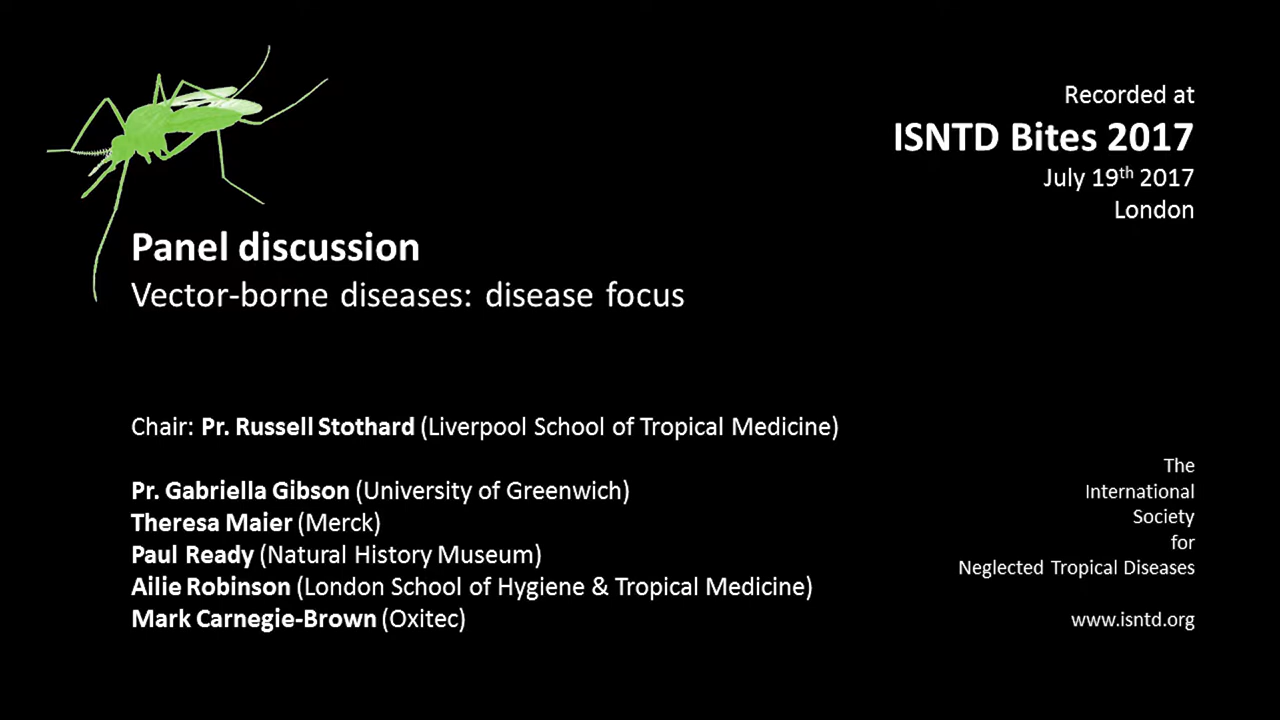 Recorded at
ISNTD Bites 2017
July 19th 2017
London
Panel discussion
Vector-borne diseases: disease focus
Chair: Pr. Russell Stothard (Liverpool School of Tropical Medicine)
Pr. Gabriella Gibson (University of Greenwich)
Theresa Maier (Merck)
Paul Ready (Natural History Museum)
Ailie Robinson (London School of Hygiene & Tropical Medicine)
Mark Carnegie-Brown (Oxitec)
The
International
Society
for
Neglected Tropical Diseases
www.isntd.org